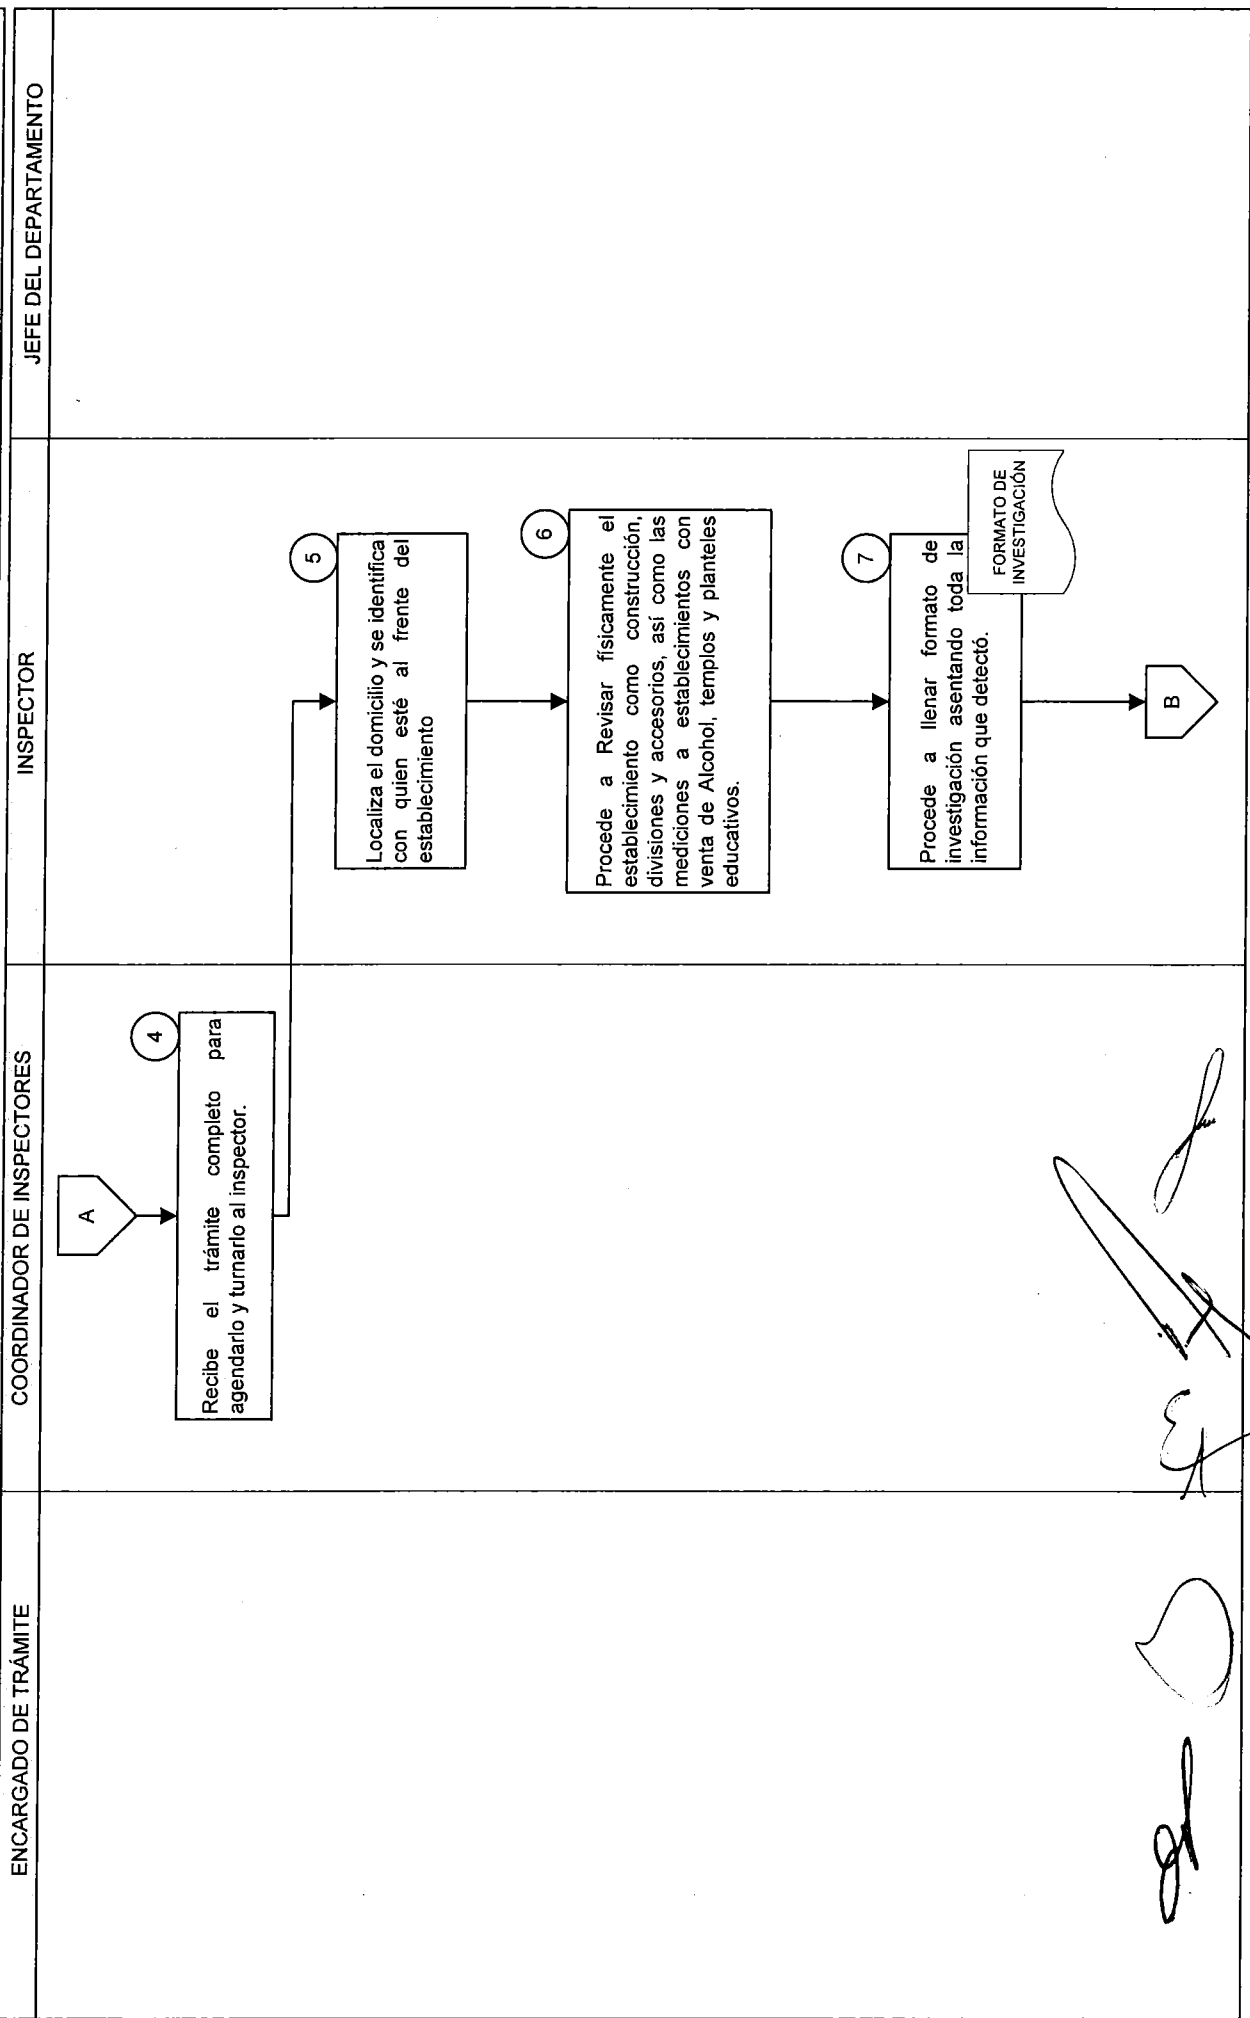 ENCARGADO DE TRÁMITE
COORDINADOR DE INSPECTORES
INSPECTOR
JEFE DEL DEPARTAMENTO
A
4
Recibe el trámite completo para
agendarlo y turnarlo al inspector.
5
Localiza el domicilio y se identifica
con quien esté al frente del
establecimiento
6
Procede a Revisar físicamente el
establecimiento como construcción,
divisiones y accesorios, así como las
mediciones a establecimientos con
venta de Alcohol, templos y planteles
educativos.
7
Procede a llenar formato de
investigación asentando toda la
información que detectó.
FORMATO DE
INVESTIGACIÓN
B